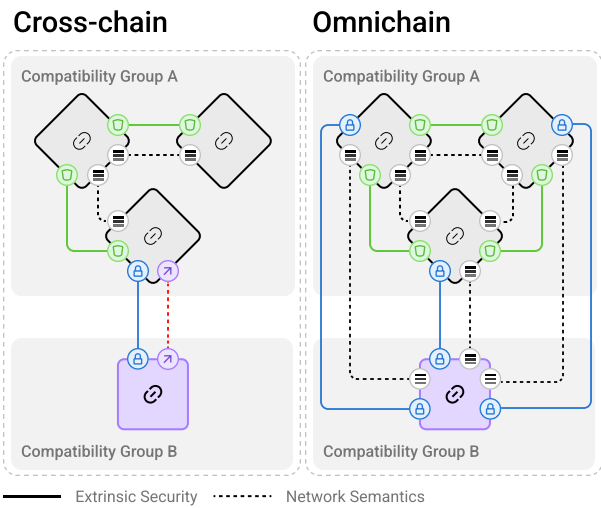 Cross-chain
Compatibility Group A
Compatibility Group B
Omnichain
Compatibility Group A
Compatibility Group B
Extrinsic Security
Network Semantics